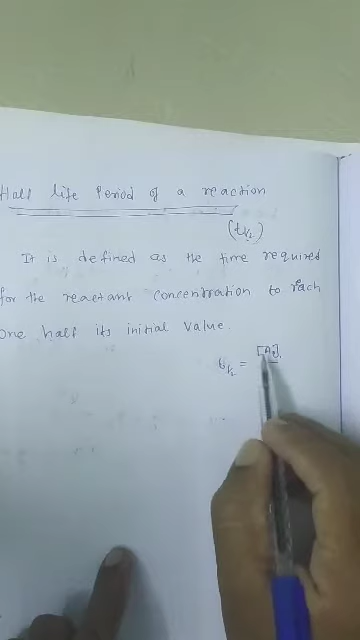 Half life Period of a reaction
(t½)
It is defined as the time required
for the reactant concentration to reach
One half its initial value.
t½ = [A₀]